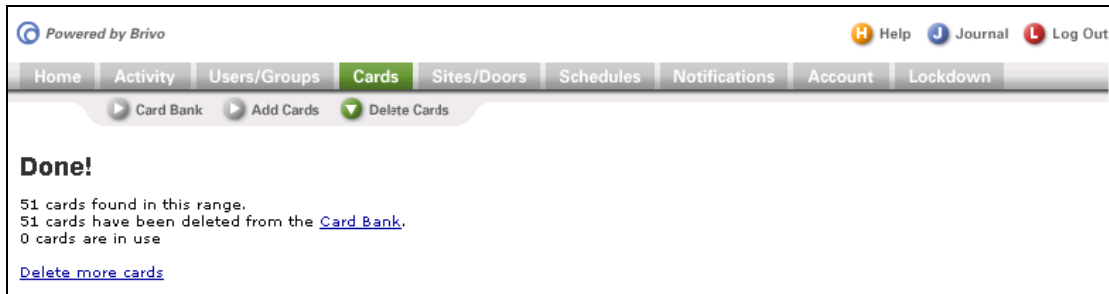 Powered by Brivo
H Help J Journal L Log Out
Home Activity Users/Groups Cards Sites/Doors Schedules Notifications Account Lockdown
Card Bank Add Cards Delete Cards
Done!
51 cards found in this range.
51 cards have been deleted from the Card Bank.
0 cards are in use
Delete more cards